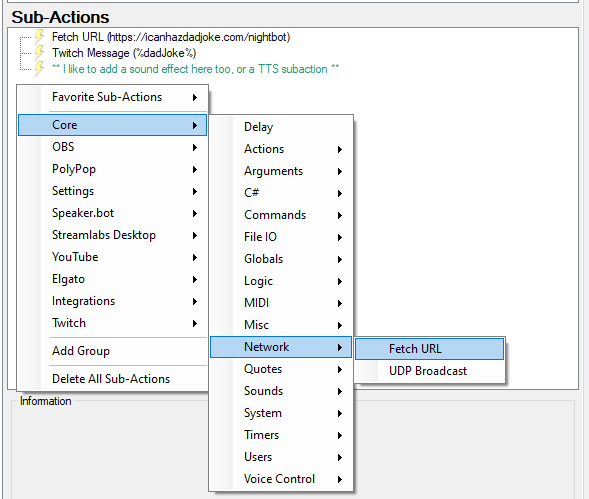 Sub-Actions
Fetch URL (https://icanhazdadjoke.com/nightbot)
Twitch Message (%dadJoke%)
** I like to add a sound effect here too, or a TTS subaction **
Favorite Sub-Actions
Core
OBS
PolyPop
Settings
Speaker.bot
Streamlabs Desktop
YouTube
Elgato
Integrations
Twitch
Add Group
Delete All Sub-Actions
Information
Delay
Actions
Arguments
C#
Commands
File IO
Globals
Logic
MIDI
Misc
Network
Quotes
Sounds
System
Timers
Users
Voice Control
Fetch URL
UDP Broadcast